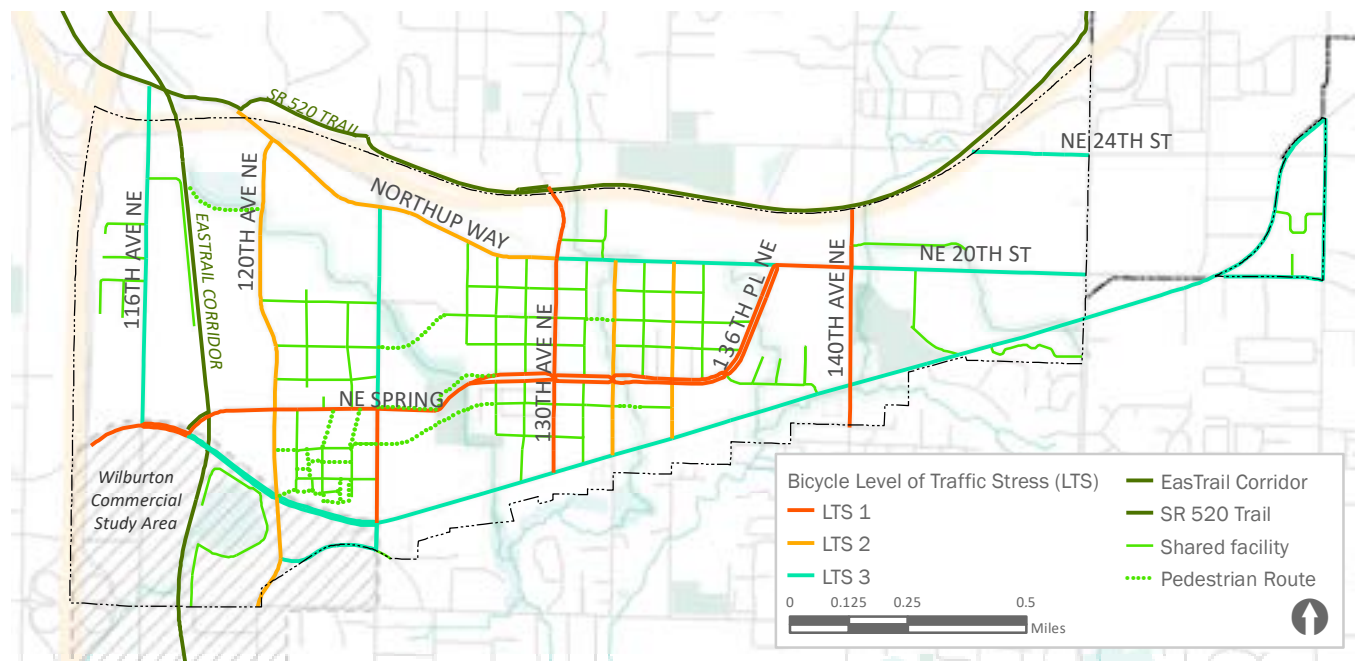 SR 520 TRAIL
NE 24TH ST
116TH AVE NE
EASTRAIL CORRIDOR
120TH AVE NE
NORTHUP WAY
130TH AVE NE
136TH PL NE
140TH AVE NE
NE 20TH ST
NE SPRING
Wilburton
Commercial
Study Area
Bicycle Level of Traffic Stress (LTS)
LTS 1
LTS 2
LTS 3
EasTrail Corridor
SR 520 Trail
Shared facility
Pedestrian Route
0 0.125 0.25 0.5
Miles